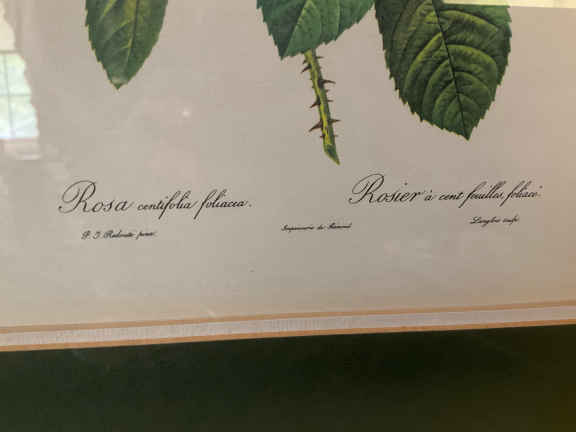 Rosa centifolia foliacea.
Rosier à cent feuilles foliacé.
P. J. Redouté pinx.
Imprimerie de Rémond
Langlois sculp.